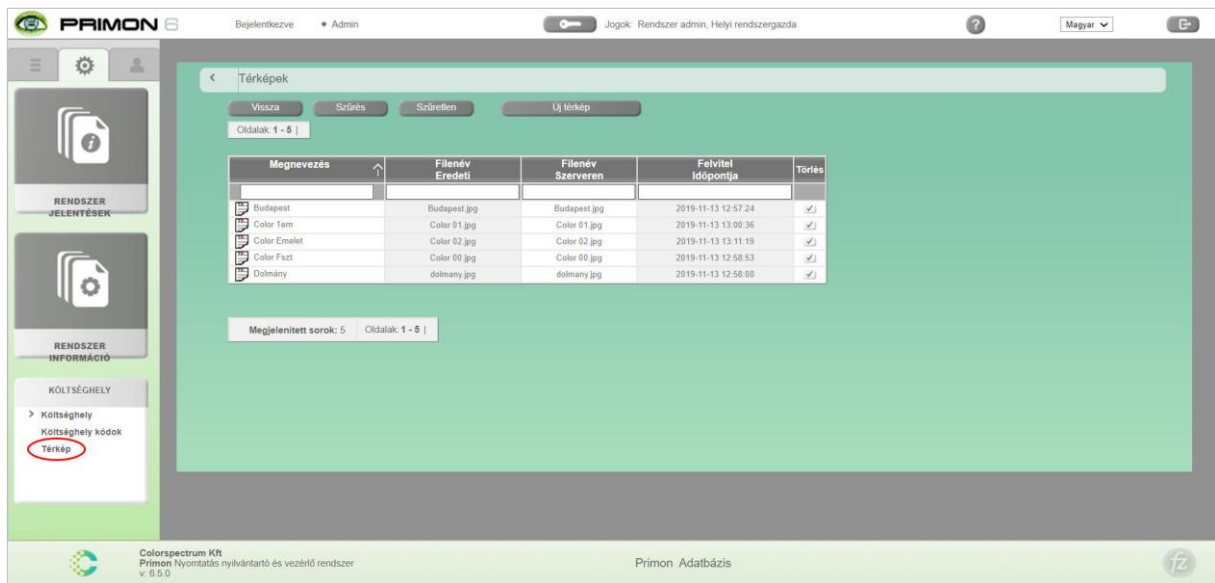 PRIMON 6
Bejelentkezve Admin
Jogok: Rendszer admin, Helyi rendszergazda
?
Magyar
Térképek
Vissza Szűrés Szűretlen Új térkép
Oldalak: 1 - 5 |
Megnevezés Filenév Eredeti Filenév Szerveren Felvitel Időpontja Törlés
Budapest Budapest.jpg Budapest.jpg 2019-11-13 12:57:24
Color 1em Color 01.jpg Color 01.jpg 2019-11-13 13:00:36
Color Emelet Color 02.jpg Color 02.jpg 2019-11-13 13:11:19
Color Fszt Color 00.jpg Color 00.jpg 2019-11-13 12:58:53
Dolmány dolmany.jpg dolmany.jpg 2019-11-13 12:58:08
Megjelenített sorok: 5 Oldalak: 1 - 5 |
RENDSZER
JELENTÉSEK
RENDSZER
INFORMÁCIÓ
KÖLTSÉGHELY
Költséghely
Költséghely kódok
Térkép
Colorspectrum Kft
Primon Nyomtatás nyilvántartó és vezérlő rendszer
v: 6.5.0
Primon Adatbázis
fz